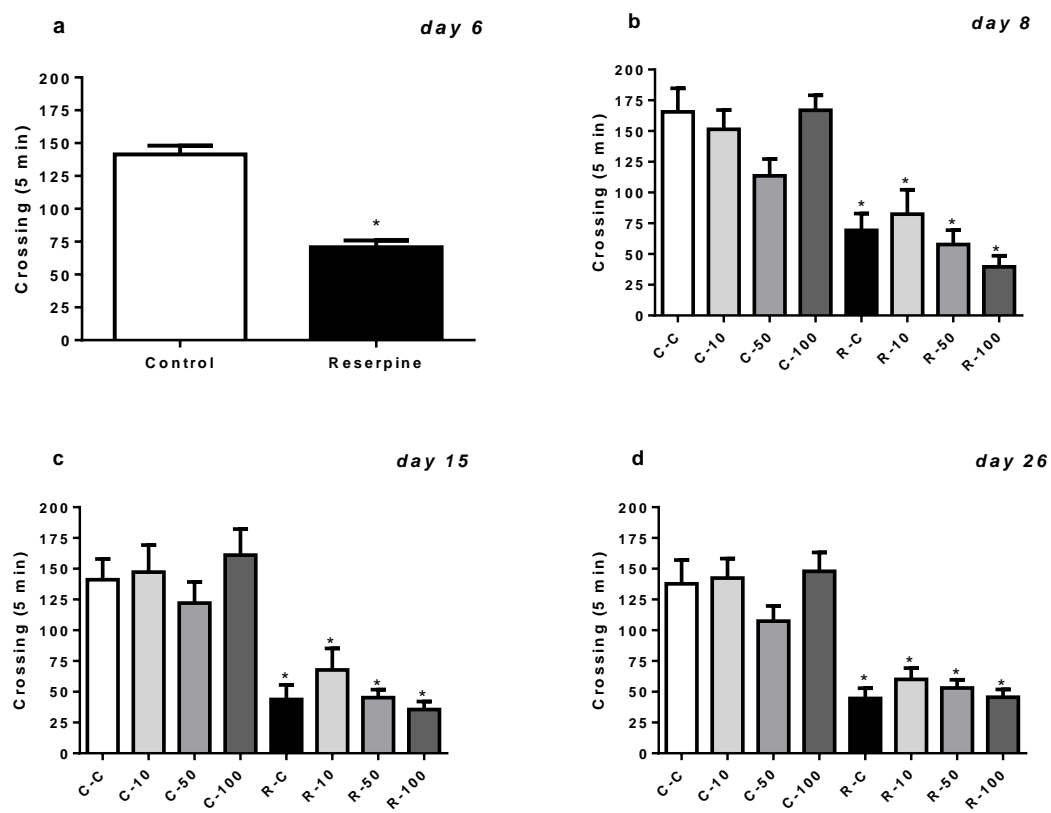 a
day 6
Crossing (5 min)
200
175
150
125
100
75
50
25
0
*
Control
Reserpine
b
day 8
Crossing (5 min)
200
175
150
125
100
75
50
25
0
*
*
*
*
C-C
C-10
C-50
C-100
R-C
R-10
R-50
R-100
c
day 15
Crossing (5 min)
200
175
150
125
100
75
50
25
0
*
*
*
*
C-C
C-10
C-50
C-100
R-C
R-10
R-50
R-100
d
day 26
Crossing (5 min)
200
175
150
125
100
75
50
25
0
*
*
*
*
C-C
C-10
C-50
C-100
R-C
R-10
R-50
R-100